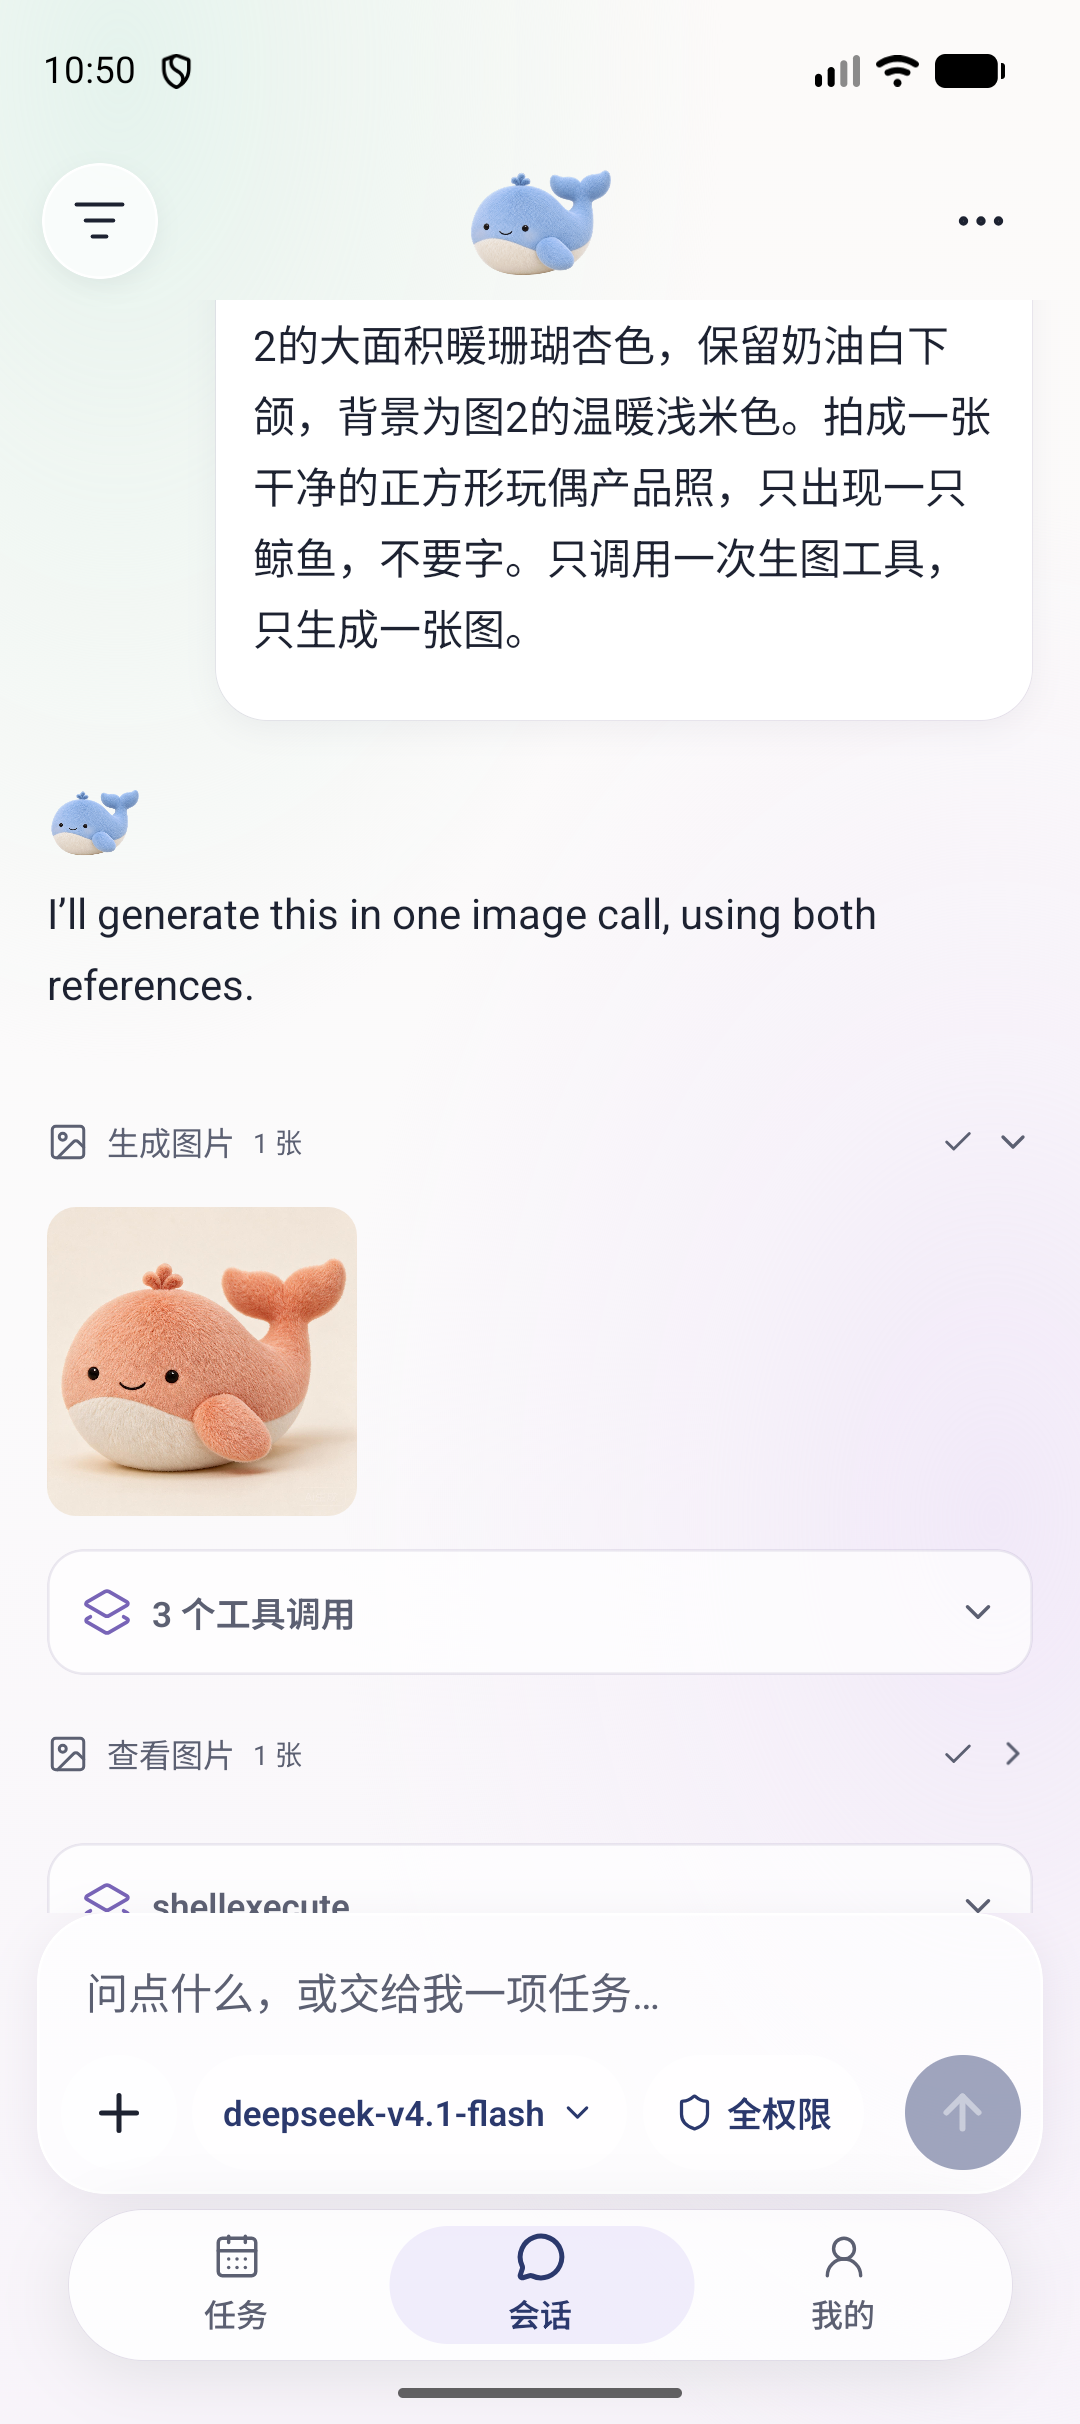 10:50
2的大面积暖珊瑚杏色，保留奶油白下
颌，背景为图2的温暖浅米色。拍成一张
干净的正方形玩偶产品照，只出现一只
鲸鱼，不要字。只调用一次生图工具，
只生成一张图。
I’ll generate this in one image call, using both
references.
生成图片 1 张
3 个工具调用
查看图片 1 张
shellexecute
问点什么，或交给我一项任务...
deepseek-v4.1-flash 全权限
任务 会话 我的